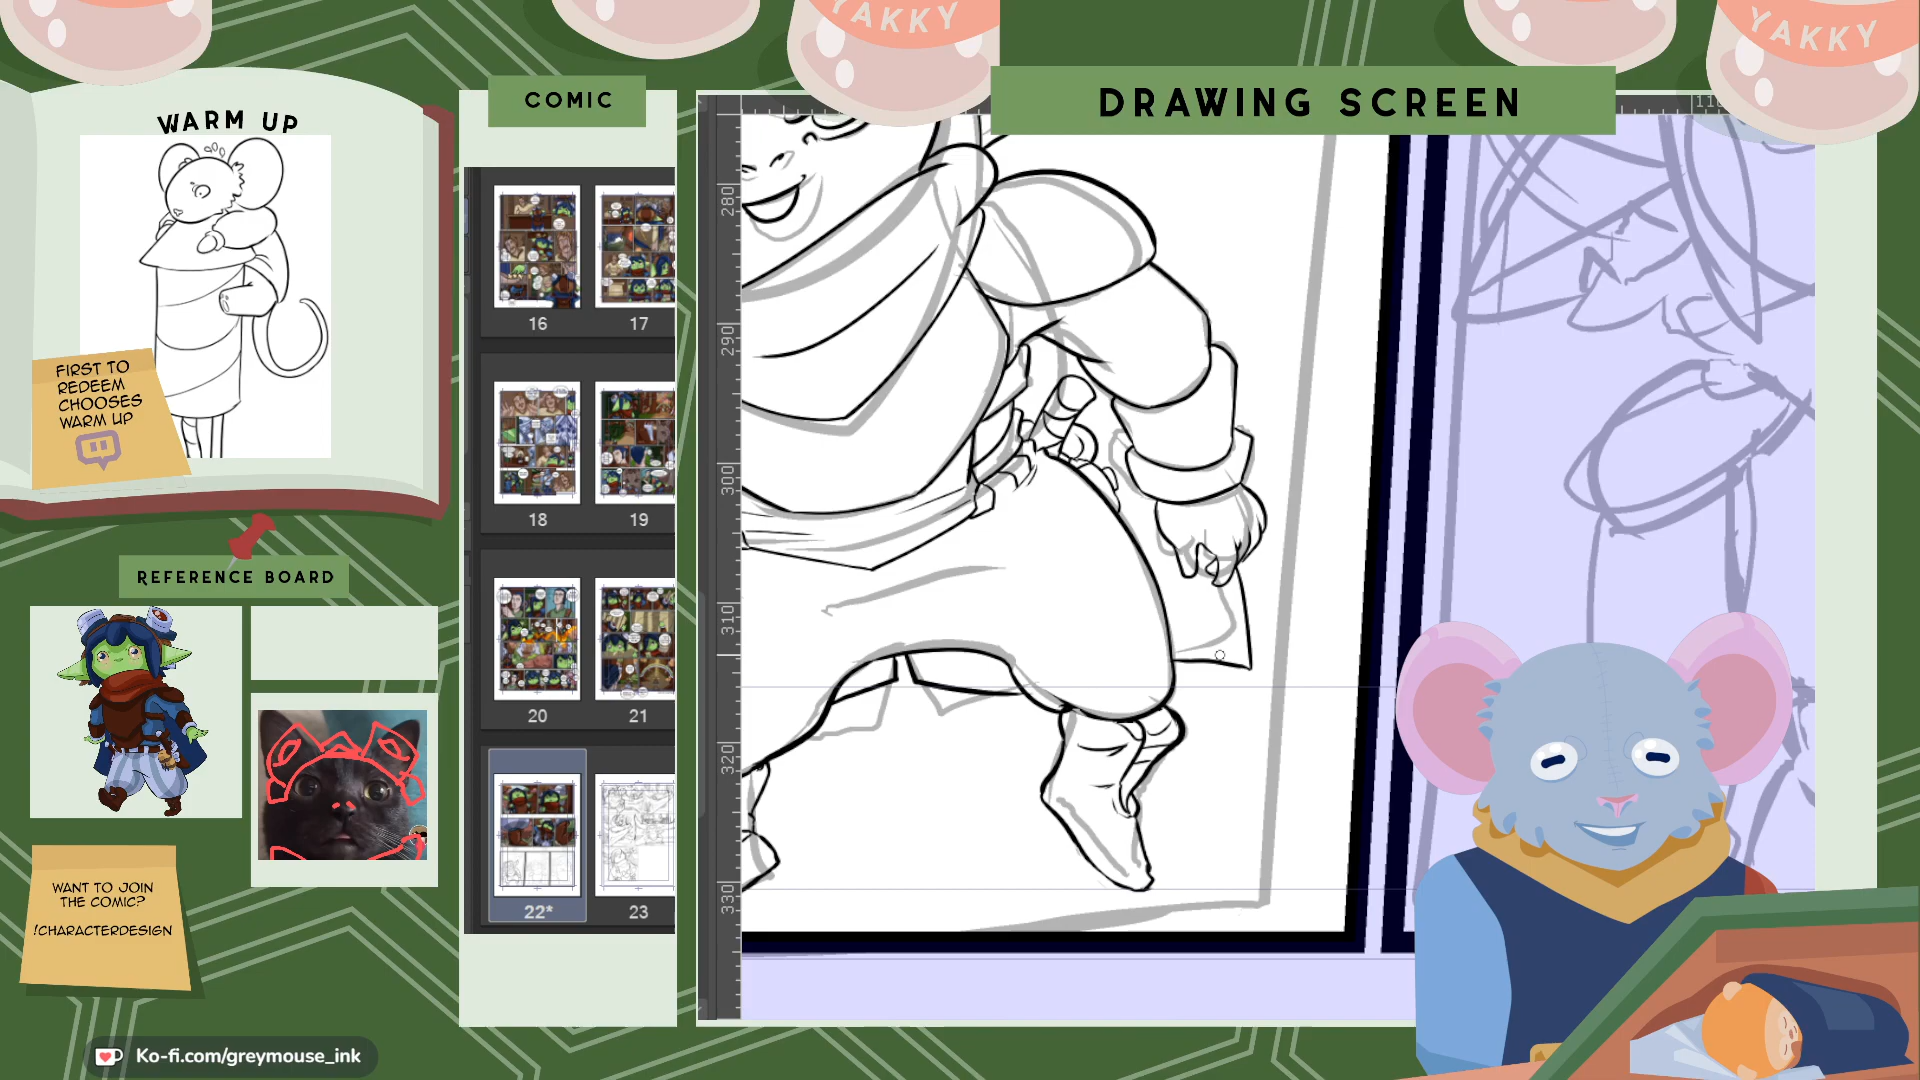 YAKKY
YAKKY
WARM UP
COMIC
DRAWING SCREEN
FIRST TO
REDEEM
CHOOSES
WARM UP
16
17
18
19
20
21
22*
23
280
290
300
310
320
330
REFERENCE BOARD
WANT TO JOIN
THE COMIC?
!CHARACTERDESIGN
Ko-fi.com/greymouse_ink